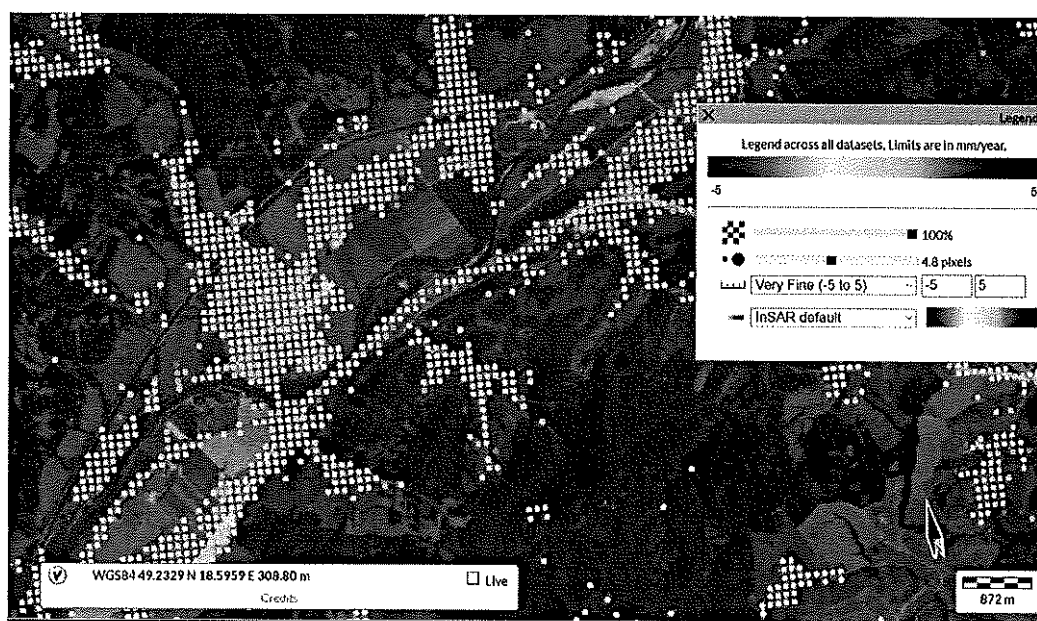 Legend
Legend across all datasets. Limits are in mm/year.
-5 5
100%
4.8 pixels
Very Fine (-5 to 5) -5 5
InSAR default
WGS84 49.2329 N 18.5959 E 308.80 m Live
Credits
N
872 m